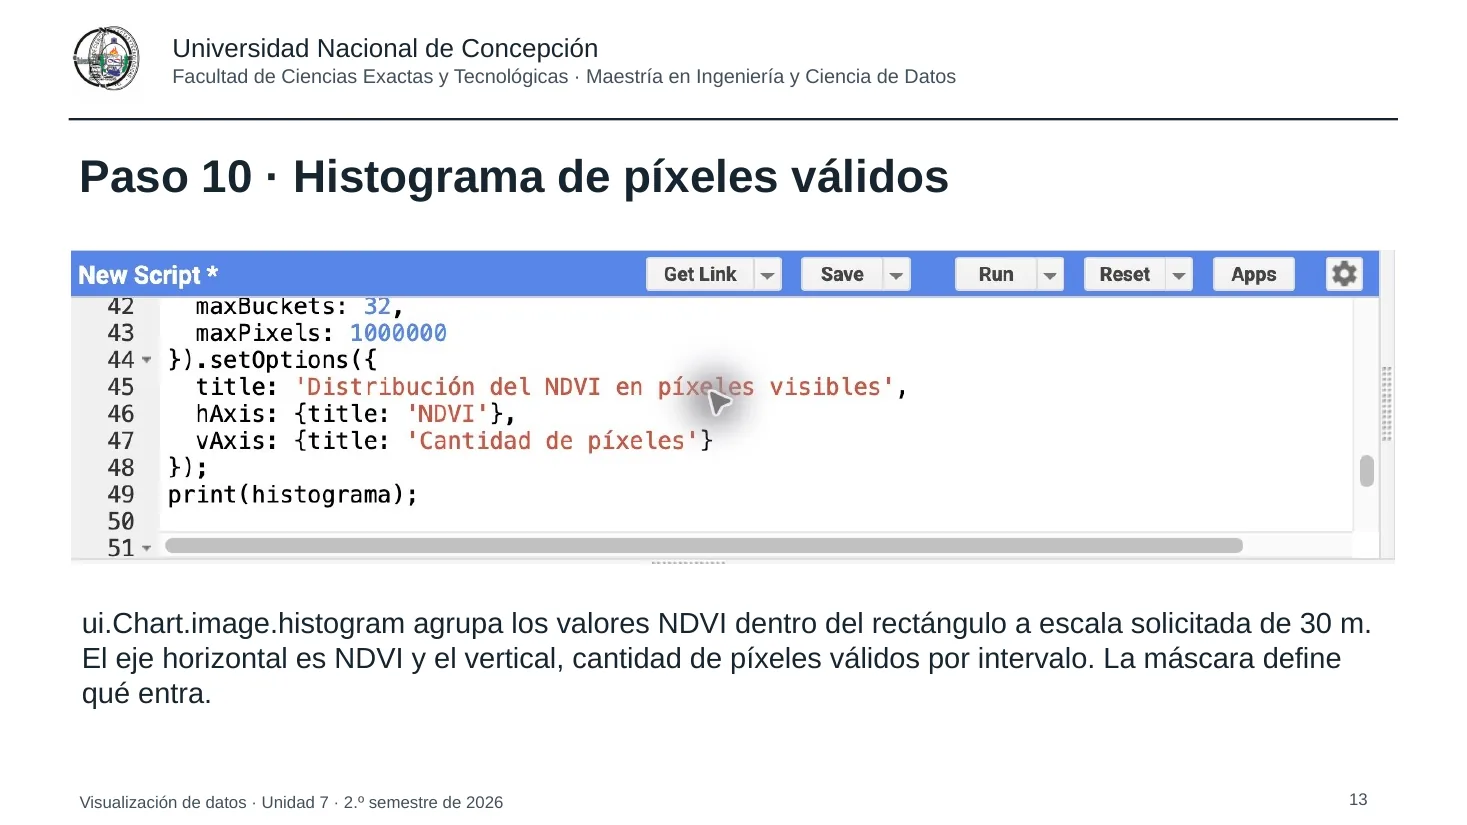 Universidad Nacional de Concepción
Facultad de Ciencias Exactas y Tecnológicas · Maestría en Ingeniería y Ciencia de Datos
Paso 10 · Histograma de píxeles válidos
New Script *
Get Link
Save
Run
Reset
Apps
42 maxBuckets: 32,
43 maxPixels: 1000000
44 }).setOptions({
45 title: 'Distribución del NDVI en píxeles visibles',
46 hAxis: {title: 'NDVI'},
47 vAxis: {title: 'Cantidad de píxeles'}
48 });
49 print(histograma);
50
51
ui.Chart.image.histogram agrupa los valores NDVI dentro del rectángulo a escala solicitada de 30 m.
El eje horizontal es NDVI y el vertical, cantidad de píxeles válidos por intervalo. La máscara define
qué entra.
Visualización de datos · Unidad 7 · 2.º semestre de 2026
13